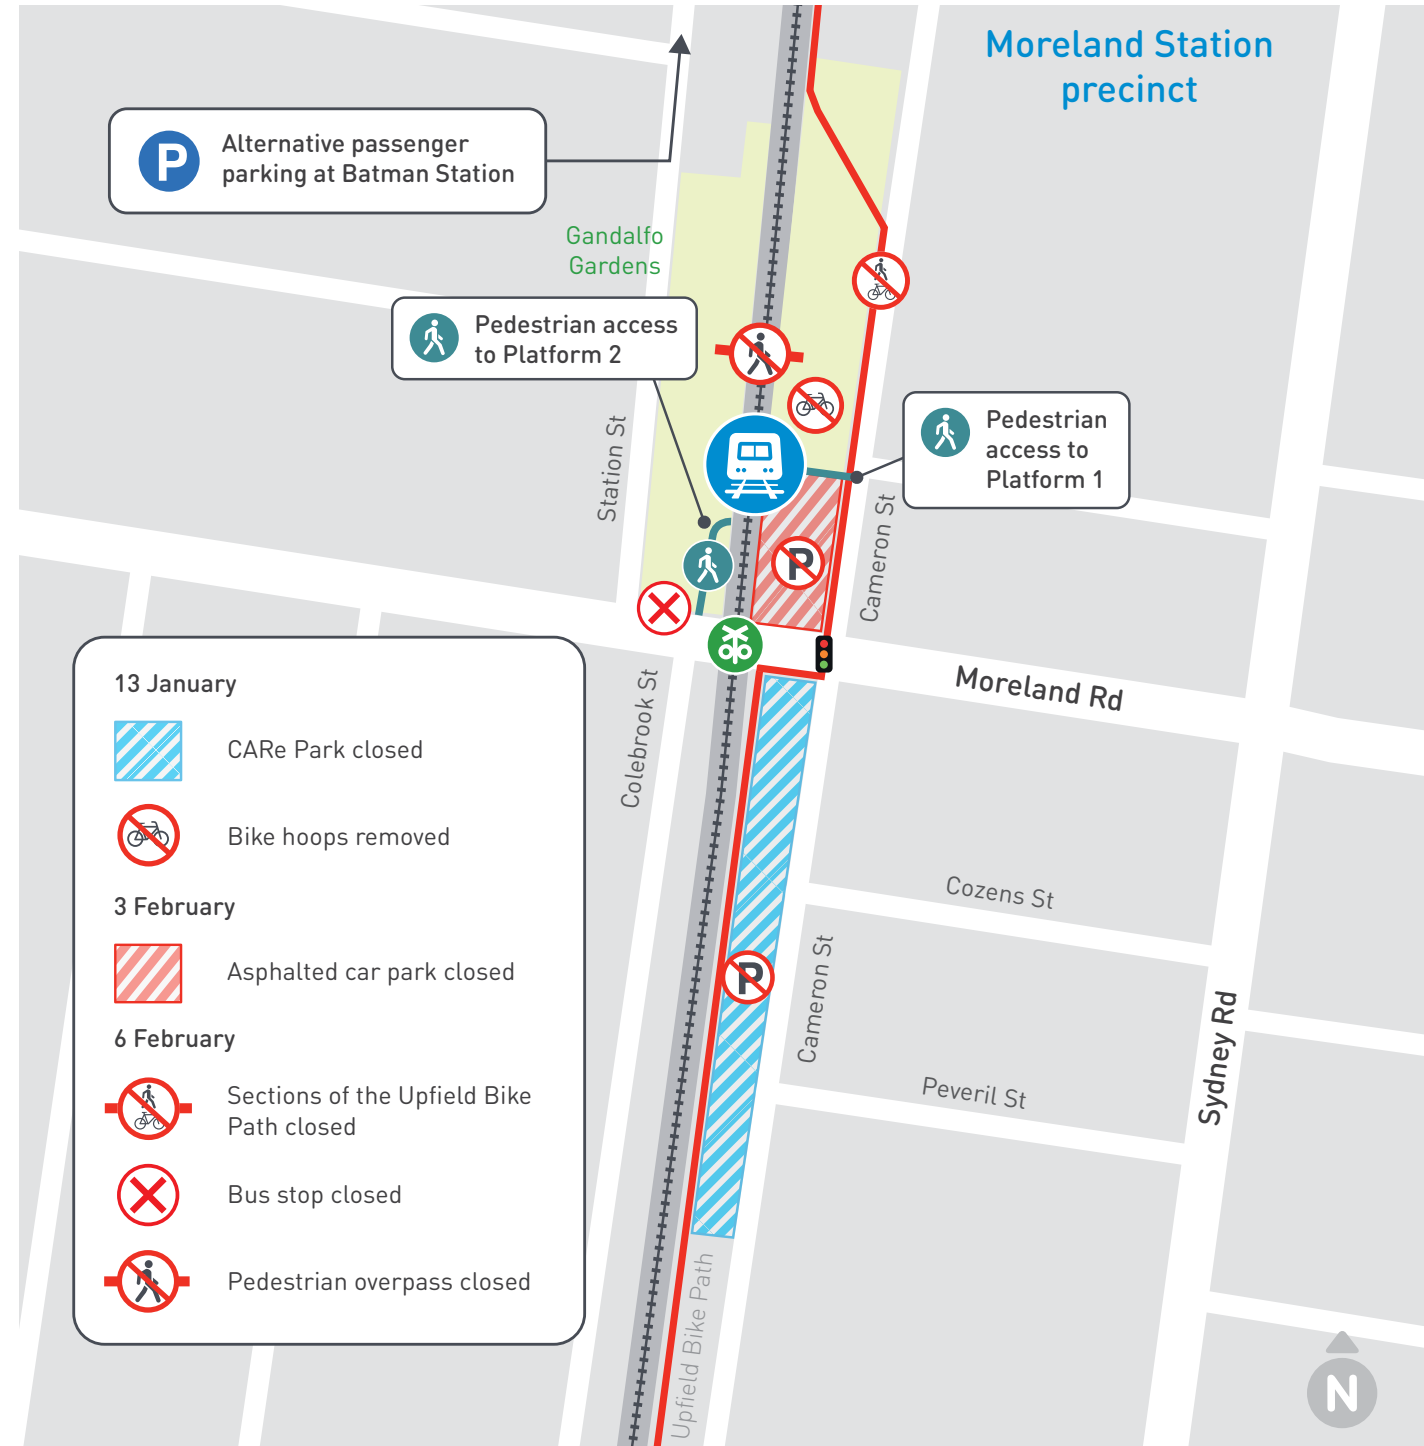 Moreland Station
precinct
P
Alternative passenger
parking at Batman Station
Gandalfo
Gardens
Pedestrian access
to Platform 2
Pedestrian
access to
Platform 1
Station St
Cameron St
P
Moreland Rd
Colebrook St
13 January
CARe Park closed
Bike hoops removed
3 February
Asphalted car park closed
6 February
Sections of the Upfield Bike
Path closed
Bus stop closed
Pedestrian overpass closed
Cozens St
Cameron St
P
Sydney Rd
Peveril St
Upfield Bike Path
N